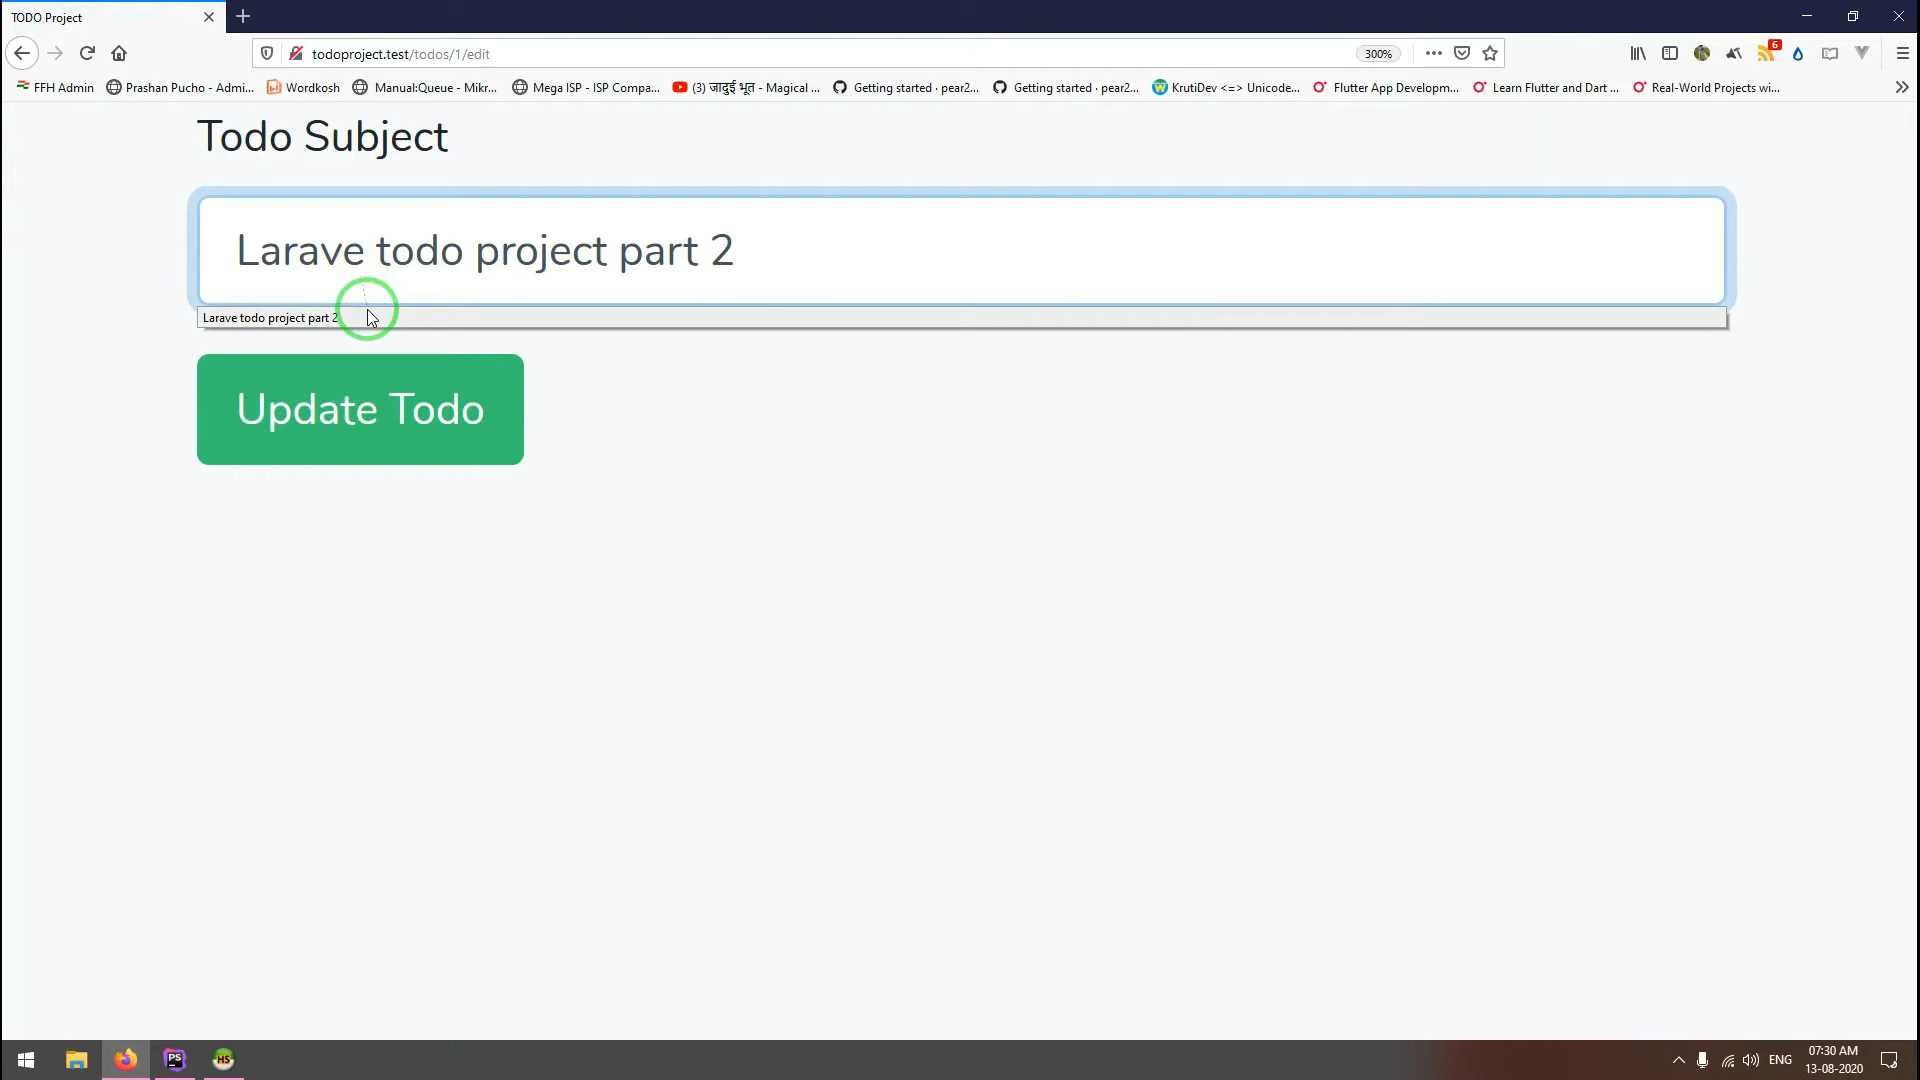 TODO Project
todoproject.test/todos/1/edit
300%
6
FFH Admin
Prashan Pucho - Admi...
Wordkosh
Manual:Queue - Mikr...
Mega ISP - ISP Compa...
(3) जादुई भूत - Magical ...
Getting started · pear2...
Getting started · pear2...
KrutiDev <=> Unicode...
Flutter App Developm...
Learn Flutter and Dart ...
Real-World Projects wi...
Todo Subject
Larave todo project part 2
Larave todo project part 2
Update Todo
PS
HS
ENG
07:30 AM
13-08-2020